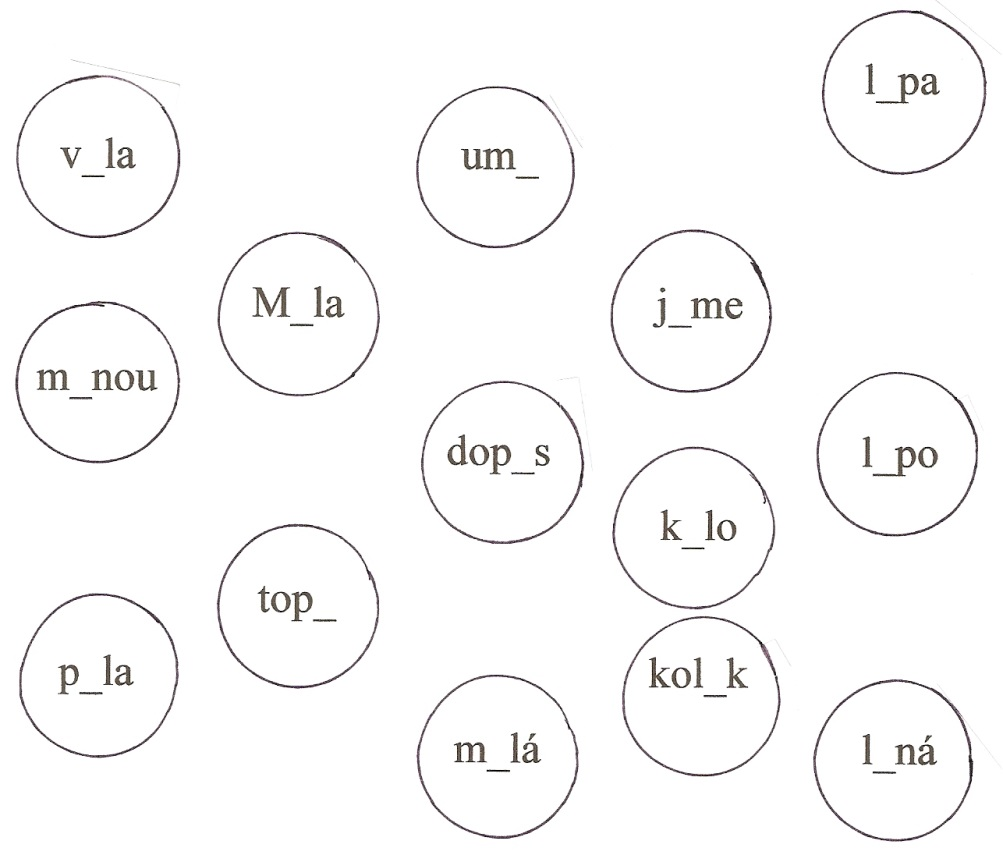 l_pa
v_la
um_
M_la
j_me
m_nou
dop_s
l_po
k_lo
top_
p_la
kol_k
m_lá
l_ná